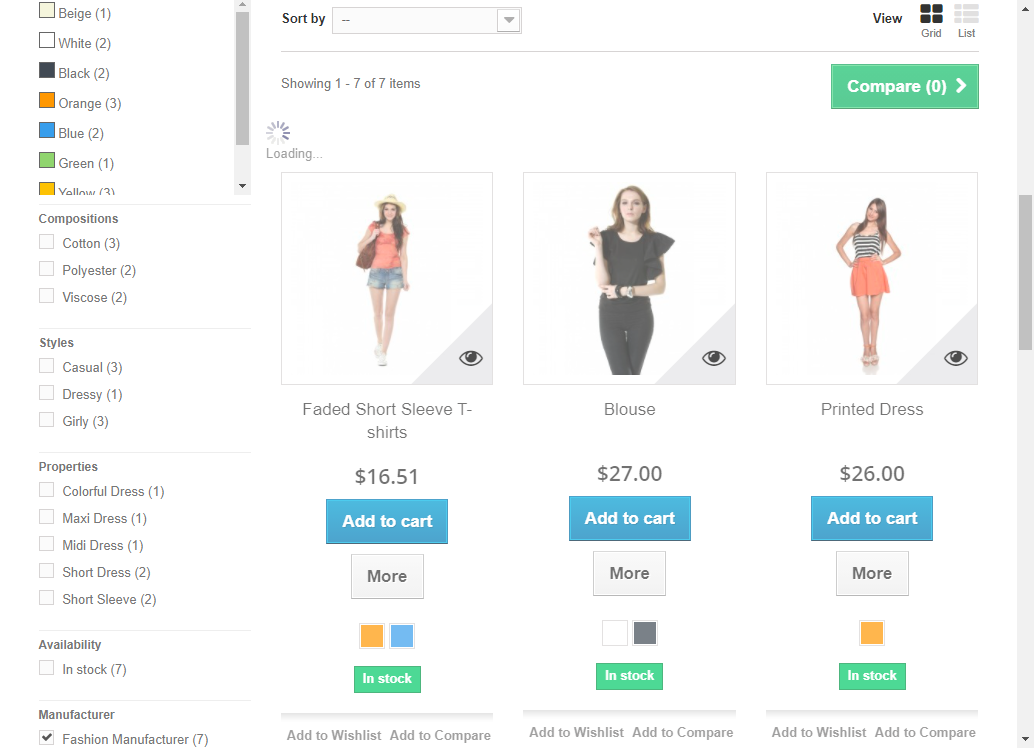 Beige (1)
White (2)
Black (2)
Orange (3)
Blue (2)
Green (1)
Yellow (3)
Compositions
Cotton (3)
Polyester (2)
Viscose (2)
Styles
Casual (3)
Dressy (1)
Girly (3)
Properties
Colorful Dress (1)
Maxi Dress (1)
Midi Dress (1)
Short Dress (2)
Short Sleeve (2)
Availability
In stock (7)
Manufacturer
Fashion Manufacturer (7)
Sort by --
View
Grid List
Showing 1 - 7 of 7 items
Compare (0)
Loading...
Faded Short Sleeve T-
shirts
$16.51
Add to cart
More
In stock
Add to Wishlist Add to Compare
Blouse
$27.00
Add to cart
More
In stock
Add to Wishlist Add to Compare
Printed Dress
$26.00
Add to cart
More
In stock
Add to Wishlist Add to Compare